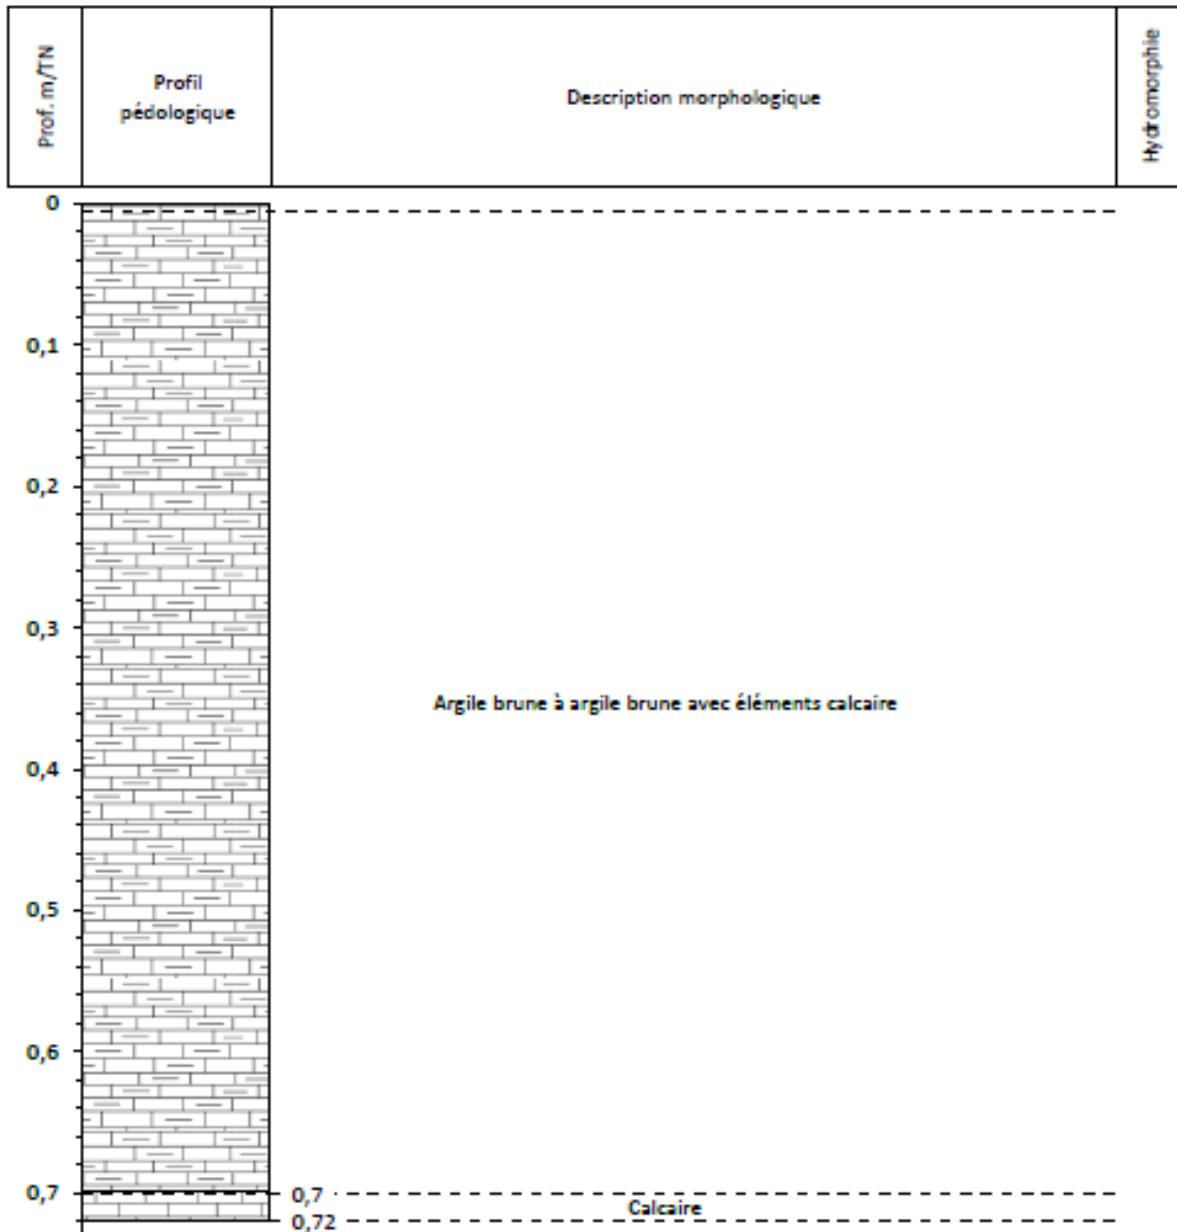 Prof. m/TN
Profil
pédologique
Description morphologique
Hydromorphie
0
0,1
0,2
0,3
Argile brune à argile brune avec éléments calcaire
0,4
0,5
0,6
0,7
0,7
Calcaire
0,72